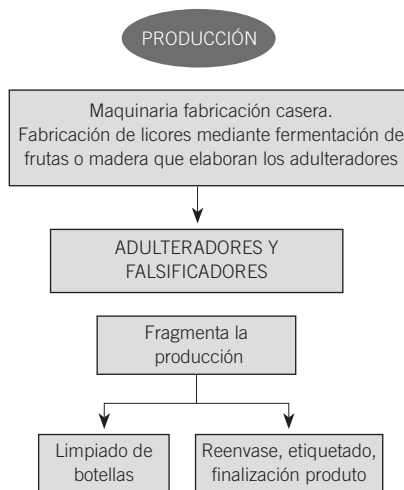 PRODUCCIÓN
Maquinaria fabricación casera.
Fabricación de licores mediante fermentación de
frutas o madera que elaboran los adulteradores
ADULTERADORES Y
FALSIFICADORES
Fragmenta la
producción
Limpiado de
botellas
Reenvase, etiquetado,
finalización produto